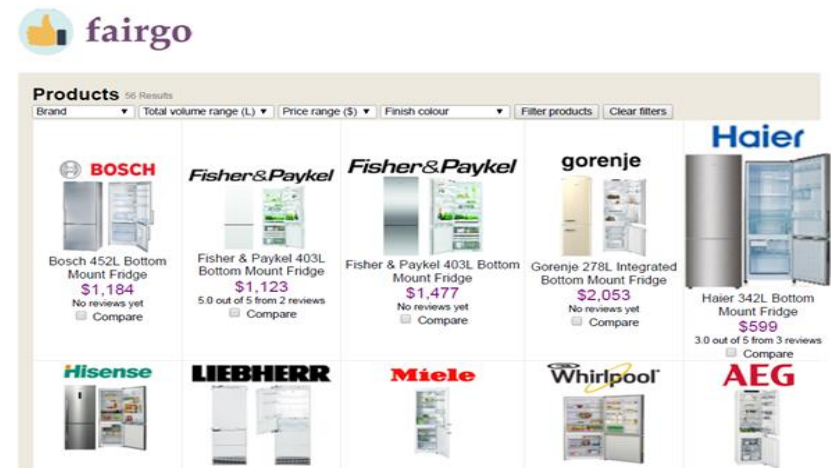 fairgo
Products 56 Results
Brand
Total volume range (L)
Price range ($)
Finish colour
Filter products
Clear filters
BOSCH
Bosch 452L Bottom
Mount Fridge
$1,184
No reviews yet
Compare
Fisher&Paykel
Fisher & Paykel 403L
Bottom Mount Fridge
$1,123
5.0 out of 5 from 2 reviews
Compare
Fisher&Paykel
Fisher & Paykel 403L Bottom
Mount Fridge
$1,477
No reviews yet
Compare
gorenje
Gorenje 278L Integrated
Bottom Mount Fridge
$2,053
No reviews yet
Compare
Haier
Haier 342L Bottom
Mount Fridge
$599
3.0 out of 5 from 3 reviews
Compare
Hisense
LIEBHERR
Miele
Whirlpool
AEG